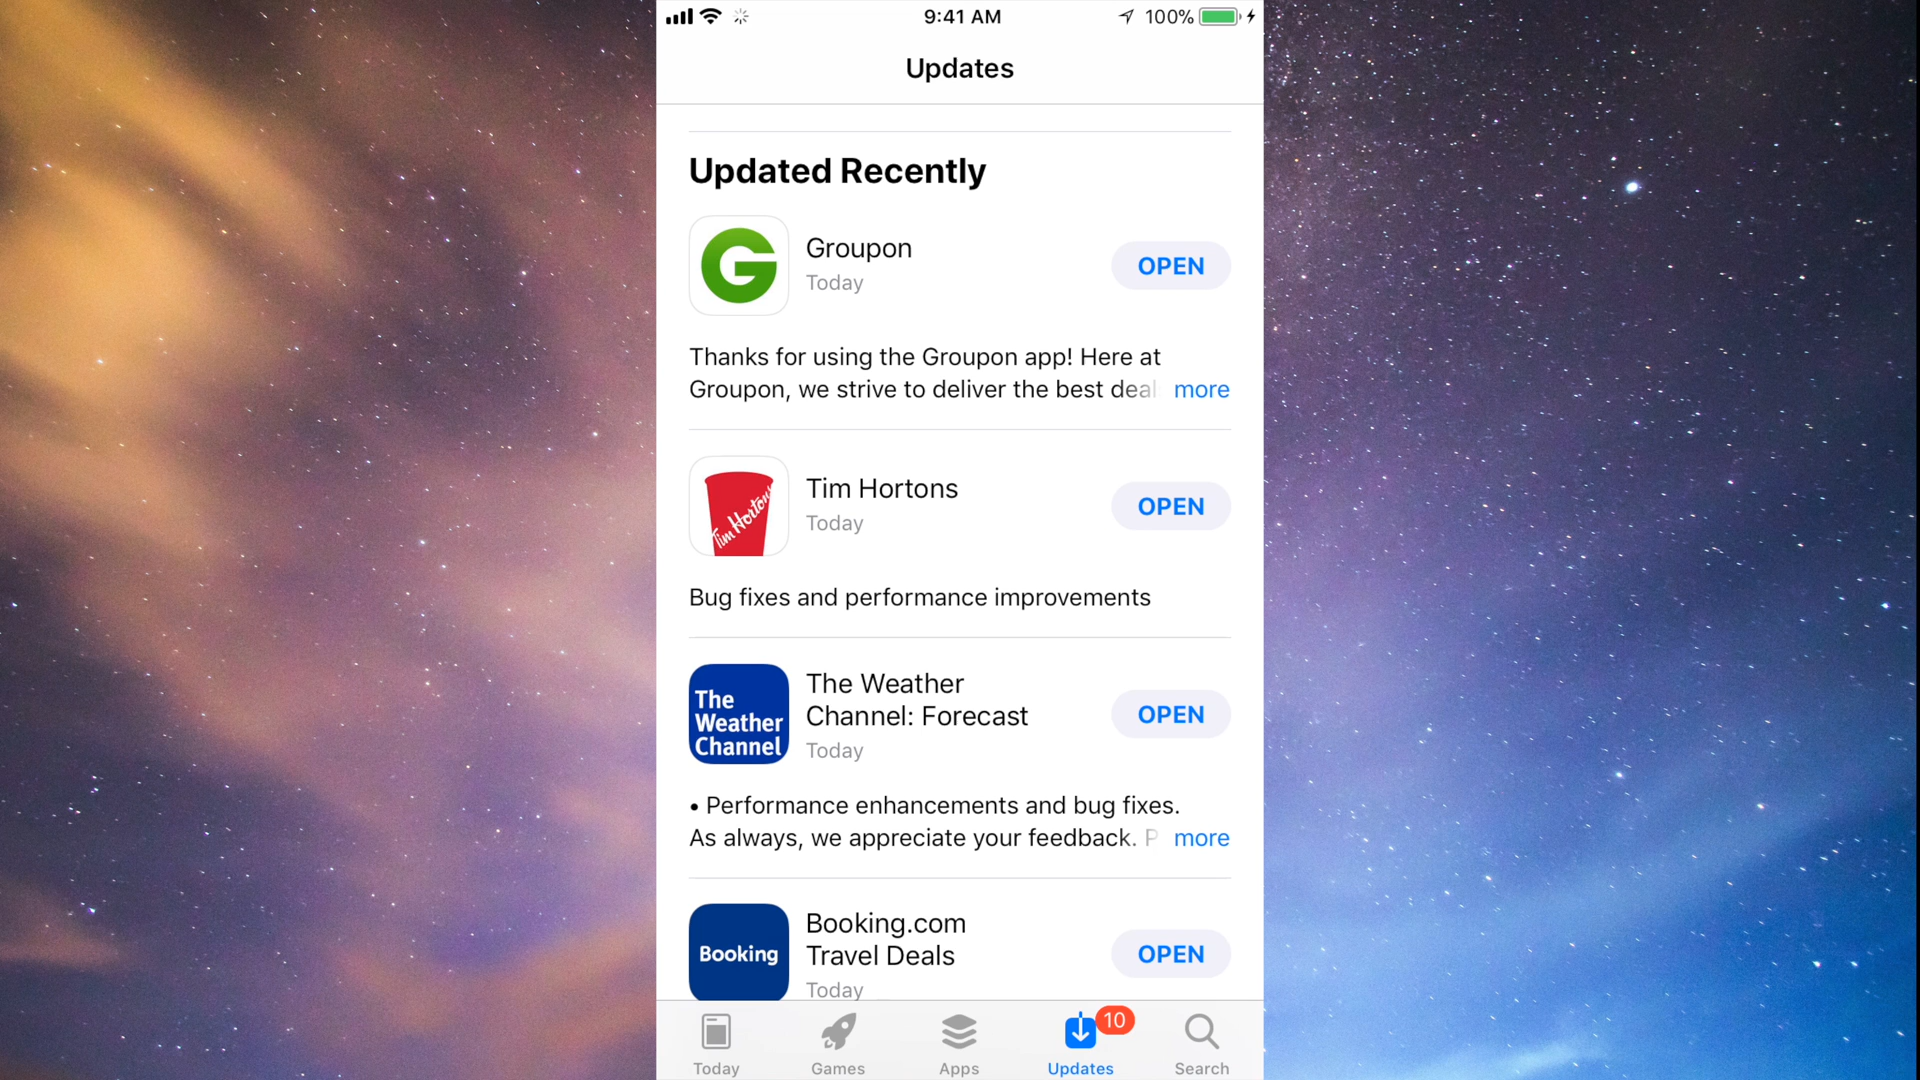 9:41 AM
100%
Updates
Updated Recently
Groupon
Today
OPEN
Thanks for using the Groupon app! Here at
Groupon, we strive to deliver the best deal more
Tim Hortons
Tim Hortons
Today
OPEN
Bug fixes and performance improvements
The
Weather
Channel
The Weather
Channel: Forecast
Today
OPEN
• Performance enhancements and bug fixes.
As always, we appreciate your feedback. P more
Booking
Booking.com
Travel Deals
Today
OPEN
10
Today
Games
Apps
Updates
Search